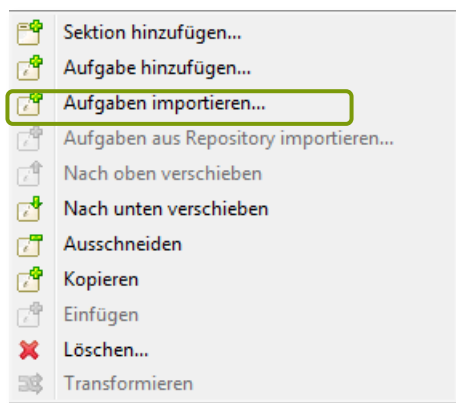 Sektion hinzufügen...
Aufgabe hinzufügen...
Aufgaben importieren...
Aufgaben aus Repository importieren...
Nach oben verschieben
Nach unten verschieben
Ausschneiden
Kopieren
Einfügen
Löschen...
Transformieren